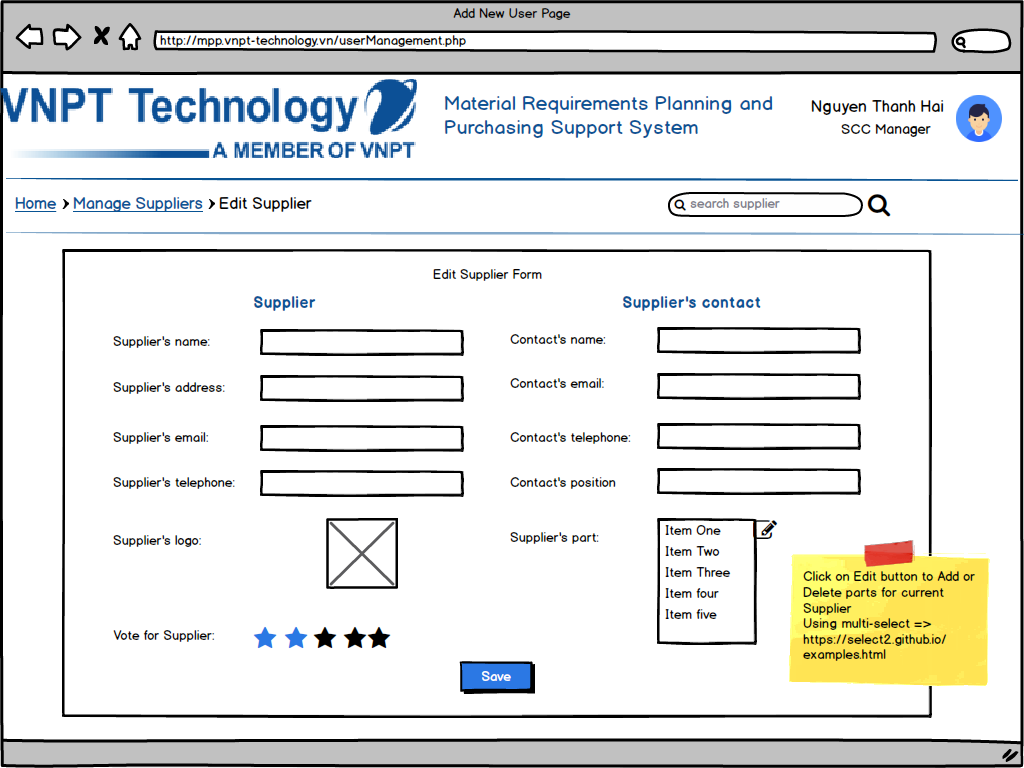 Add New User Page
http://mpp.vnpt-technology.vn/userManagement.php
VNPT Technology
A MEMBER OF VNPT
Material Requirements Planning and
Purchasing Support System
Nguyen Thanh Hai
SCC Manager
Home > Manage Suppliers > Edit Supplier
search supplier
Edit Supplier Form
Supplier
Supplier's contact
Supplier's name:
Contact's name:
Supplier's address:
Contact's email:
Supplier's email:
Contact's telephone:
Supplier's telephone:
Contact's position
Supplier's logo:
Supplier's part:
Item One
Item Two
Item Three
Item four
Item five
Click on Edit button to Add or
Delete parts for current
Supplier
Using multi-select =>
https://select2.github.io/
examples.html
Vote for Supplier:
Save